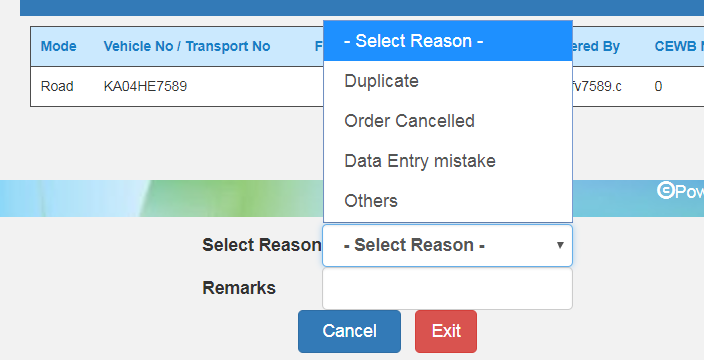 Mode Vehicle No / Transport No F ered By CEWB N
Road KA04HE7589 fv7589.c 0
- Select Reason -
Duplicate
Order Cancelled
Data Entry mistake
Others
©Pow
Select Reason - Select Reason -
Remarks
Cancel Exit